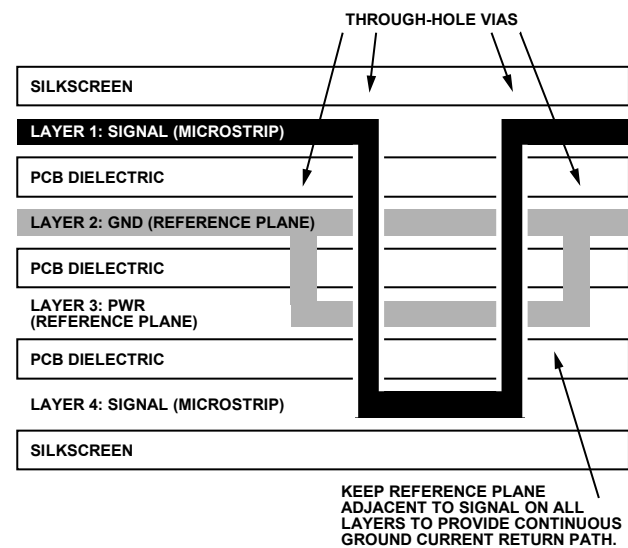 THROUGH-HOLE VIAS
SILKSCREEN
LAYER 1: SIGNAL (MICROSTRIP)
PCB DIELECTRIC
LAYER 2: GND (REFERENCE PLANE)
PCB DIELECTRIC
LAYER 3: PWR
(REFERENCE PLANE)
PCB DIELECTRIC
LAYER 4: SIGNAL (MICROSTRIP)
SILKSCREEN
KEEP REFERENCE PLANE
ADJACENT TO SIGNAL ON ALL
LAYERS TO PROVIDE CONTINUOUS
GROUND CURRENT RETURN PATH.